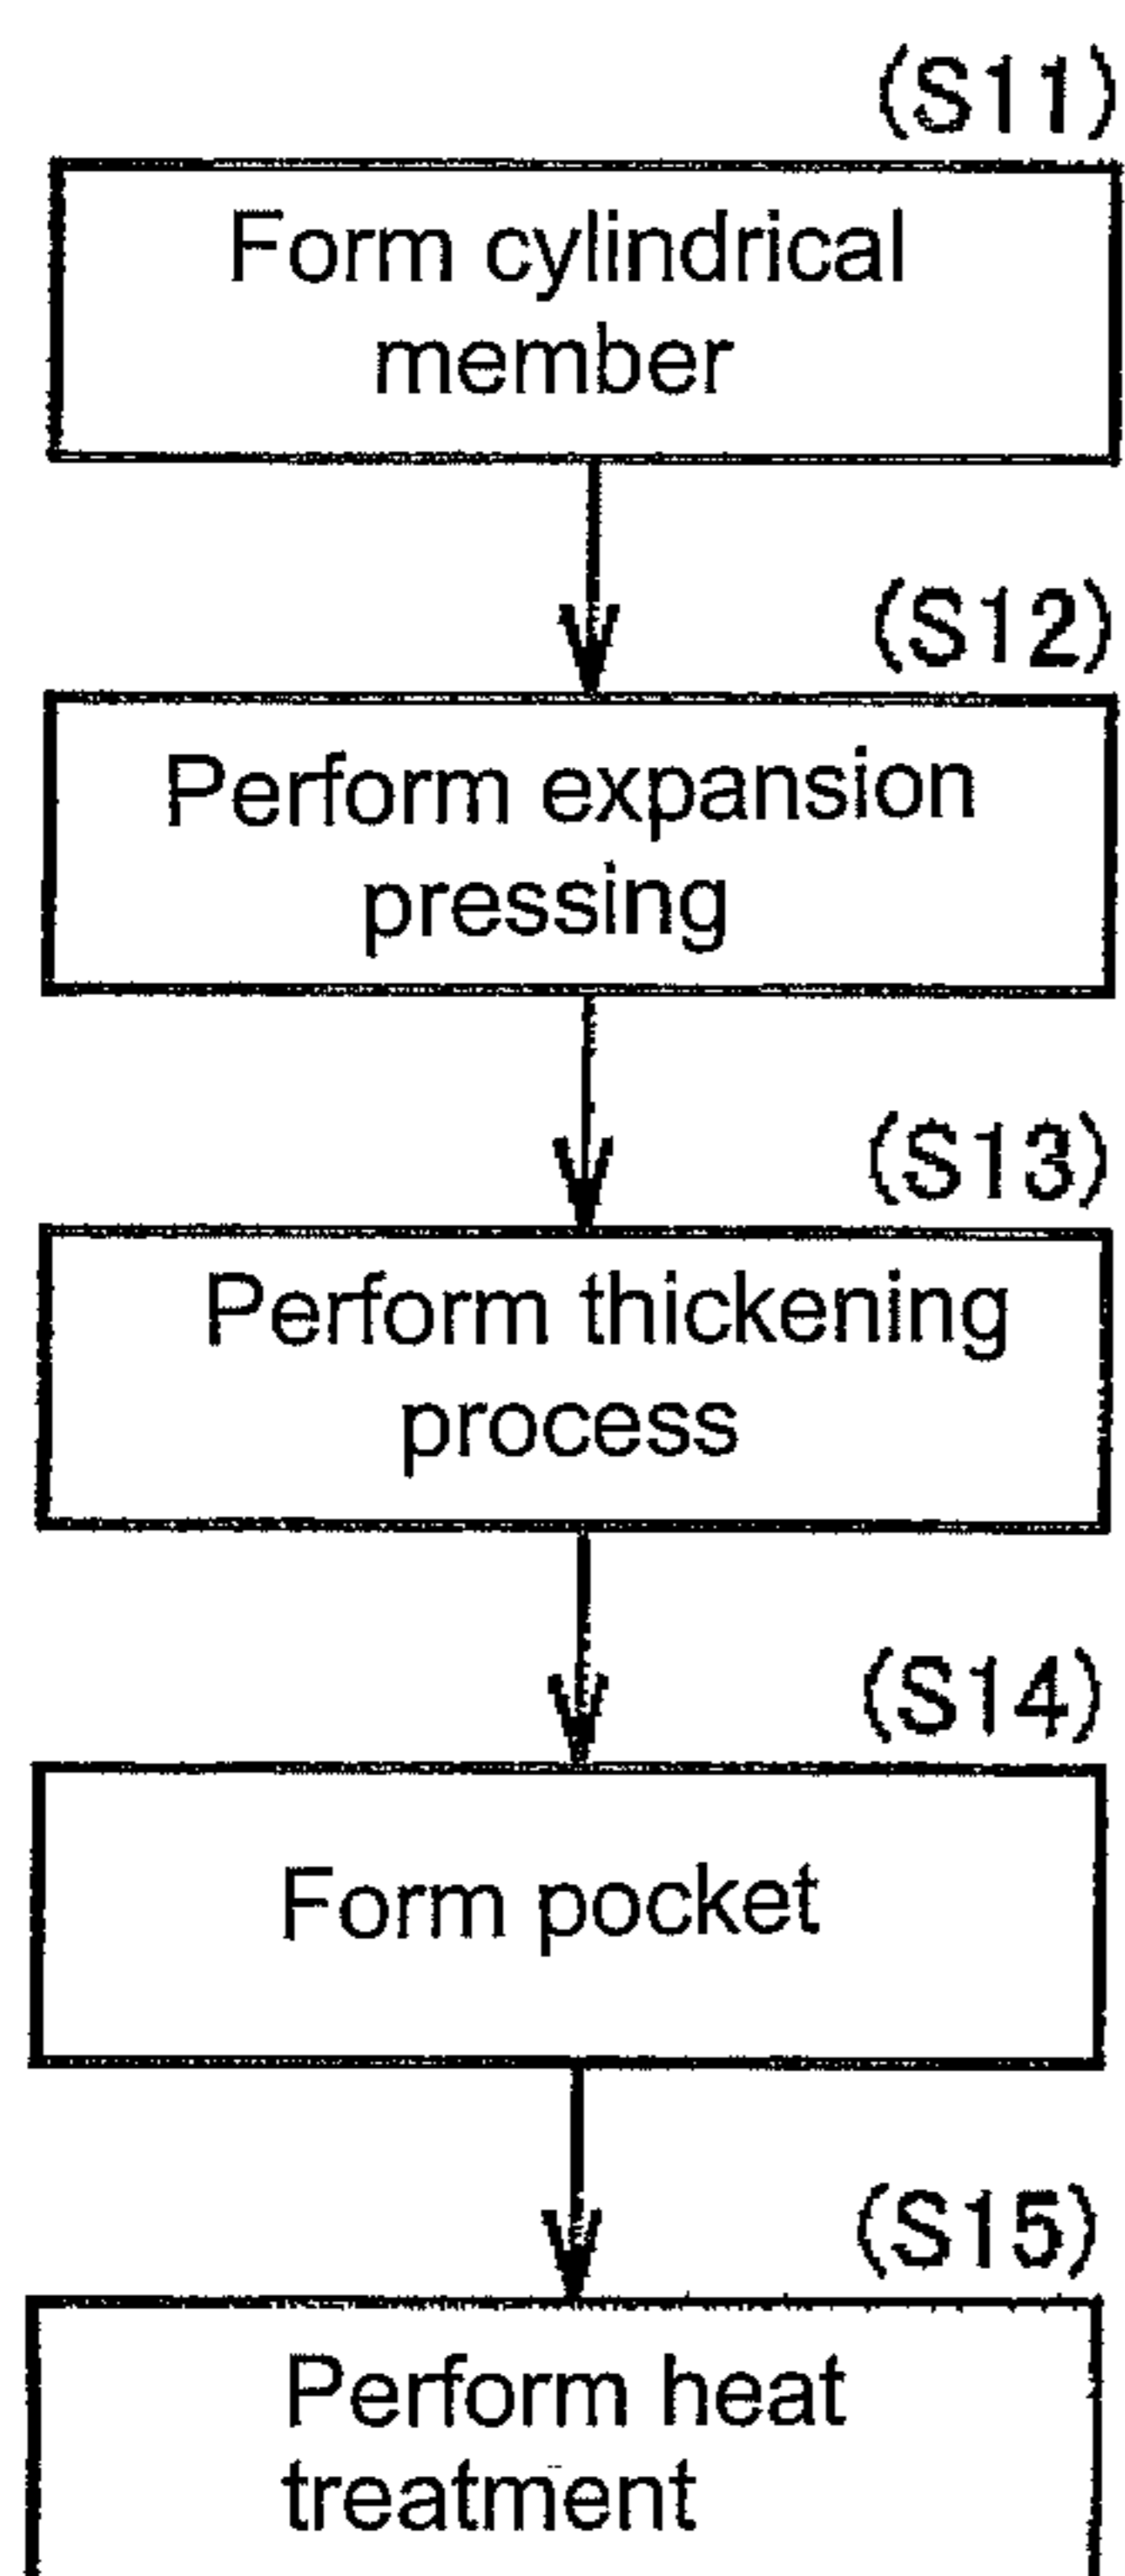 (S11)
Form cylindrical
member
(S12)
Perform expansion
pressing
(S13)
Perform thickening
process
(S14)
Form pocket
(S15)
Perform heat
treatment